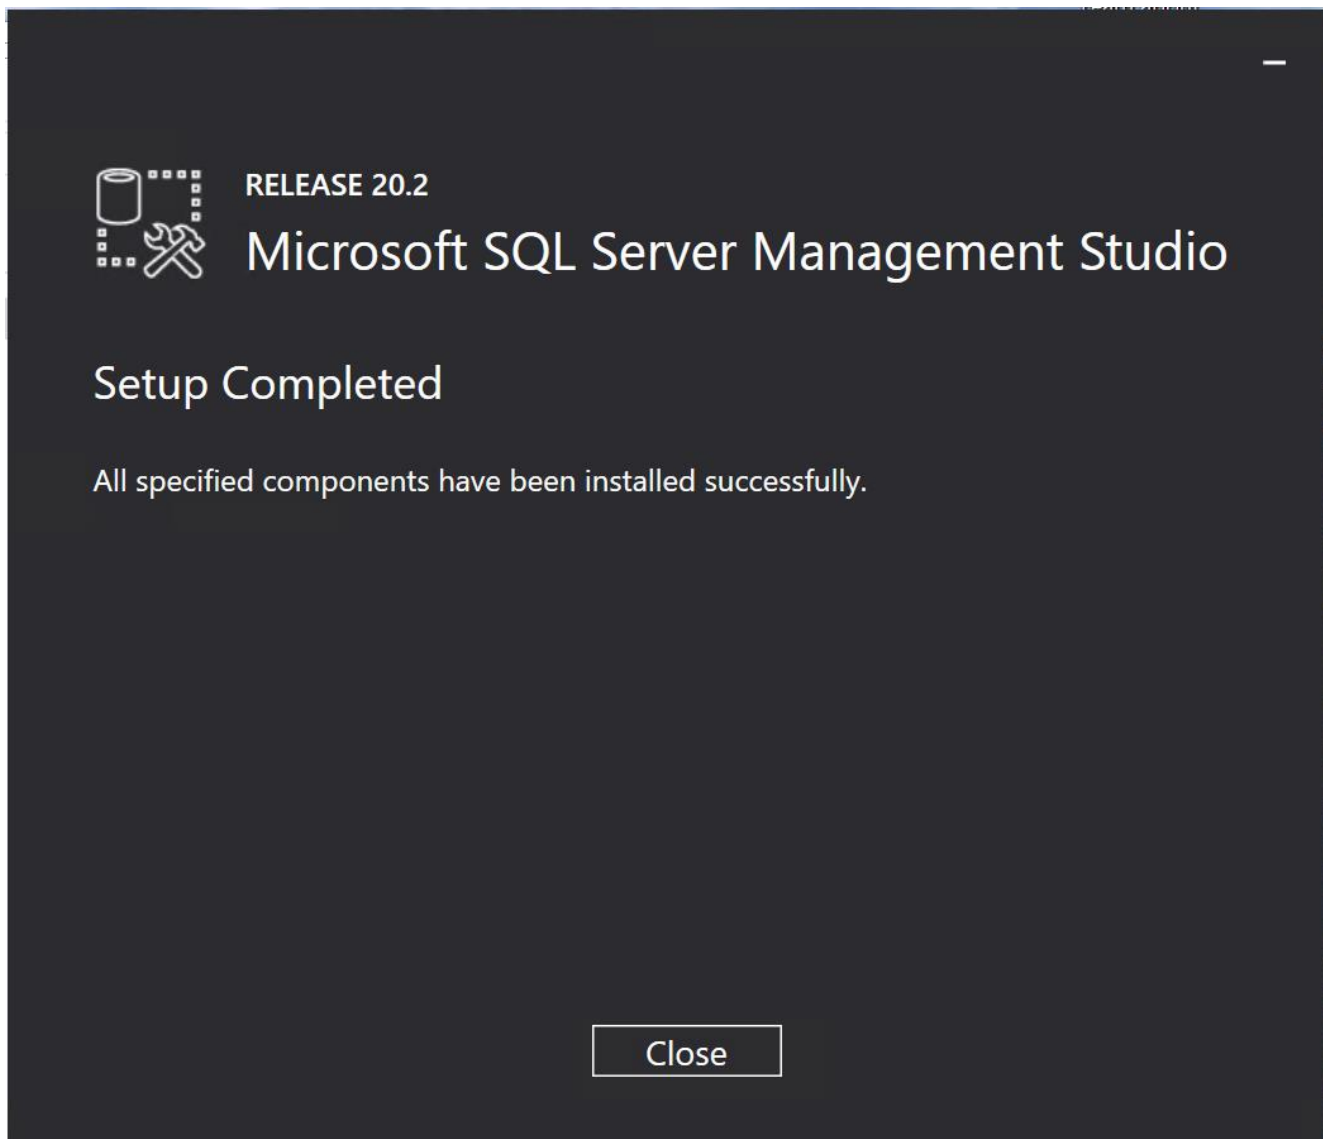 RELEASE 20.2
Microsoft SQL Server Management Studio
Setup Completed
All specified components have been installed successfully.
Close